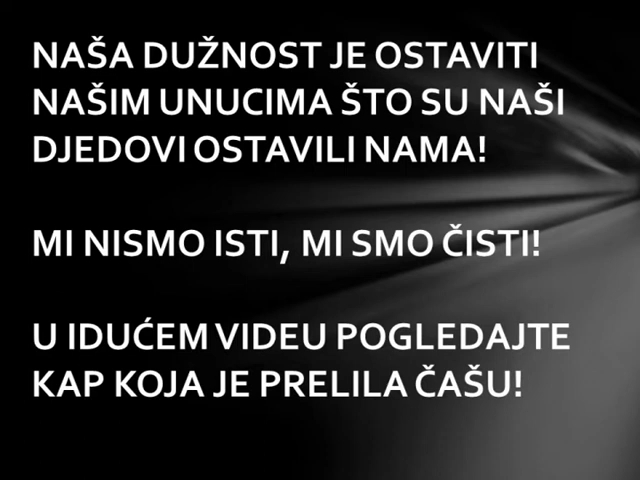 NAŠA DUŽNOST JE OSTAVITI
NAŠIM UNUCIMA ŠTO SU NAŠI
DJEDOVI OSTAVILI NAMA!
MI NISMO ISTI, MI SMO ČISTI!
U IDUĆEM VIDEU POGLEDAJTE
KAP KOJA JE PRELILA ČAŠU!